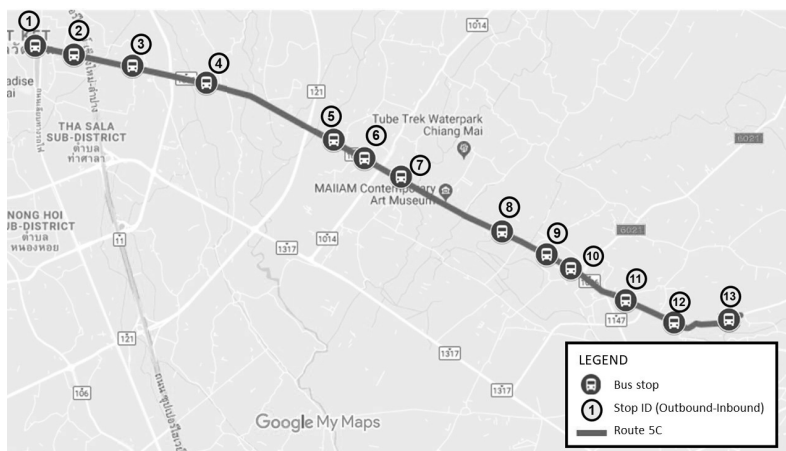 1
2
3
4
5
6
7
8
9
10
11
12
13
1014
121
Tube Trek Waterpark
Chiang Mai
THA SALA
SUB-DISTRICT
ตำบล
ท่าศาลา
MAIIAM Contemporary
Art Museum
6021
6021
NONG HOI
UB-DISTRICT
ตำบล
หนองหอย
11
1317
1014
1147
121
1317
1317
106
Google My Maps
LEGEND
Bus stop
1 Stop ID (Outbound-Inbound)
Route 5C